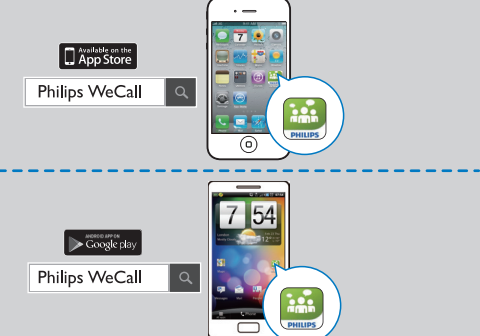 Available on the
App Store
Philips WeCall
7
PHILIPS
ANDROID APP ON
Google play
Philips WeCall
7 54
PHILIPS